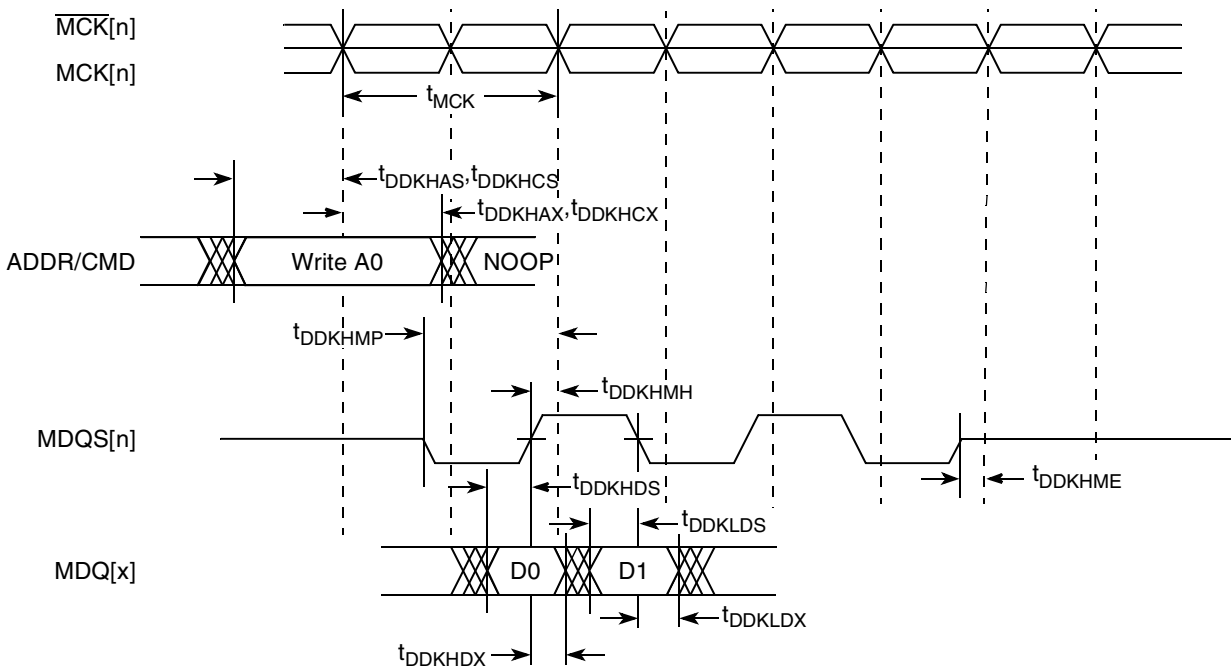 MCK[n]
MCK[n]
tMCK
tDDKHAS,tDDKHCS
tDDKHAX,tDDKHCX
ADDR/CMD
Write A0
NOOP
tDDKHMP
tDDKHMH
MDQS[n]
tDDKHDS
tDDKHME
tDDKLDS
MDQ[x]
D0
D1
tDDKLDX
tDDKHDX